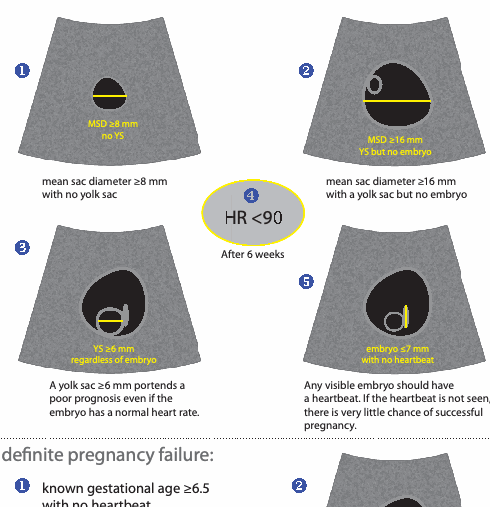 1
MSD ≥8 mm
no YS
mean sac diameter ≥8 mm
with no yolk sac
2
MSD ≥16 mm
YS but no embryo
mean sac diameter ≥16 mm
with a yolk sac but no embryo
4
HR <90
After 6 weeks
3
YS ≥6 mm
regardless of embryo
A yolk sac ≥6 mm portends a
poor prognosis even if the
embryo has a normal heart rate.
5
embryo ≤7 mm
with no heartbeat
Any visible embryo should have
a heartbeat. If the heartbeat is not seen,
there is very little chance of successful
pregnancy.
definite pregnancy failure:
1 known gestational age ≥6.5
with no heartbeat
2